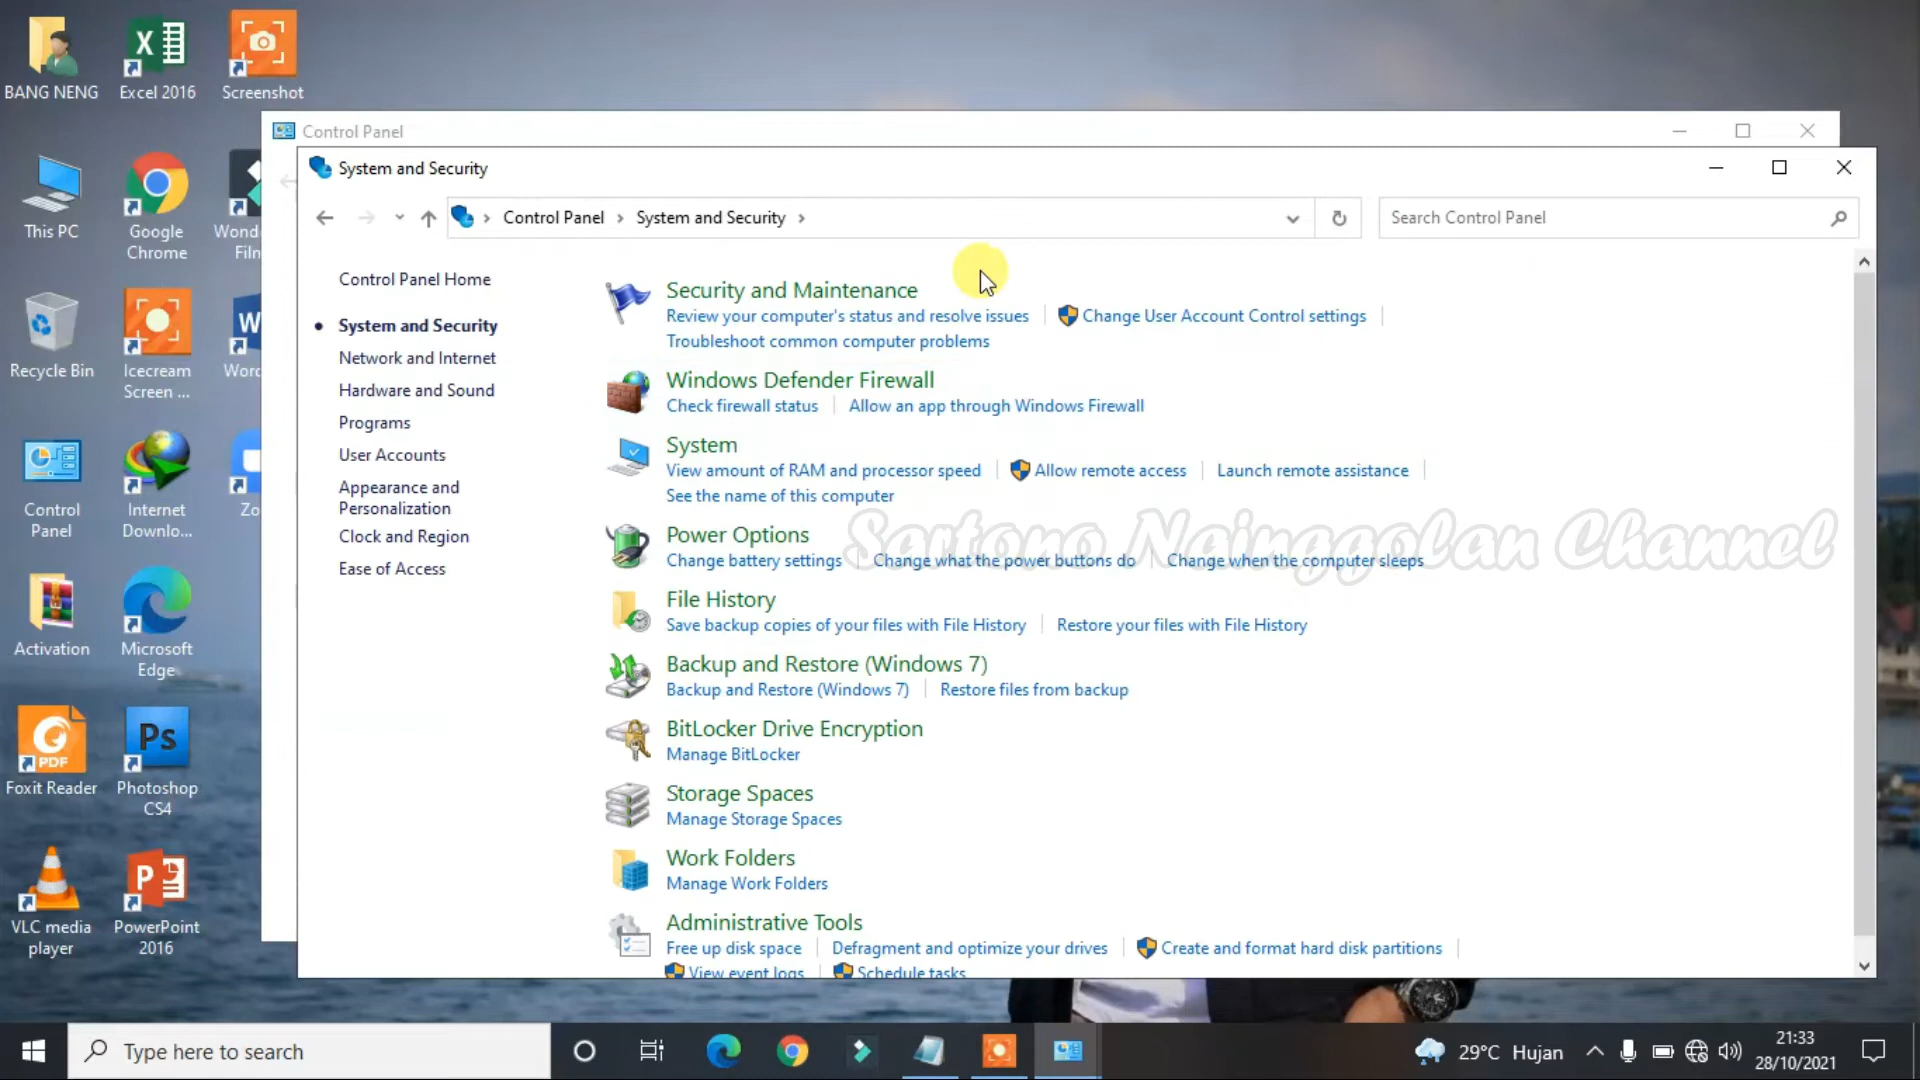 BANG NENG
Excel 2016
Screenshot
This PC
Google
Chrome
Recycle Bin
Icecream
Screen ...
Control
Panel
Internet
Downlo...
Activation
Microsoft
Edge
Foxit Reader
PDF
Ps
Photoshop
CS4
VLC media
player
PowerPoint
2016
Control Panel
System and Security
Control Panel
System and Security
Search Control Panel
Control Panel Home
System and Security
Network and Internet
Hardware and Sound
Programs
User Accounts
Appearance and
Personalization
Clock and Region
Ease of Access
Security and Maintenance
Review your computer's status and resolve issues
Change User Account Control settings
Troubleshoot common computer problems
Windows Defender Firewall
Check firewall status
Allow an app through Windows Firewall
System
View amount of RAM and processor speed
Allow remote access
Launch remote assistance
See the name of this computer
Power Options
Change battery settings
Change what the power buttons do
Change when the computer sleeps
Sartono Nainggolan Channel
File History
Save backup copies of your files with File History
Restore your files with File History
Backup and Restore (Windows 7)
Backup and Restore (Windows 7)
Restore files from backup
BitLocker Drive Encryption
Manage BitLocker
Storage Spaces
Manage Storage Spaces
Work Folders
Manage Work Folders
Administrative Tools
Free up disk space
Defragment and optimize your drives
Create and format hard disk partitions
View event logs
Schedule tasks
Type here to search
29°C Hujan
21:33
28/10/2021